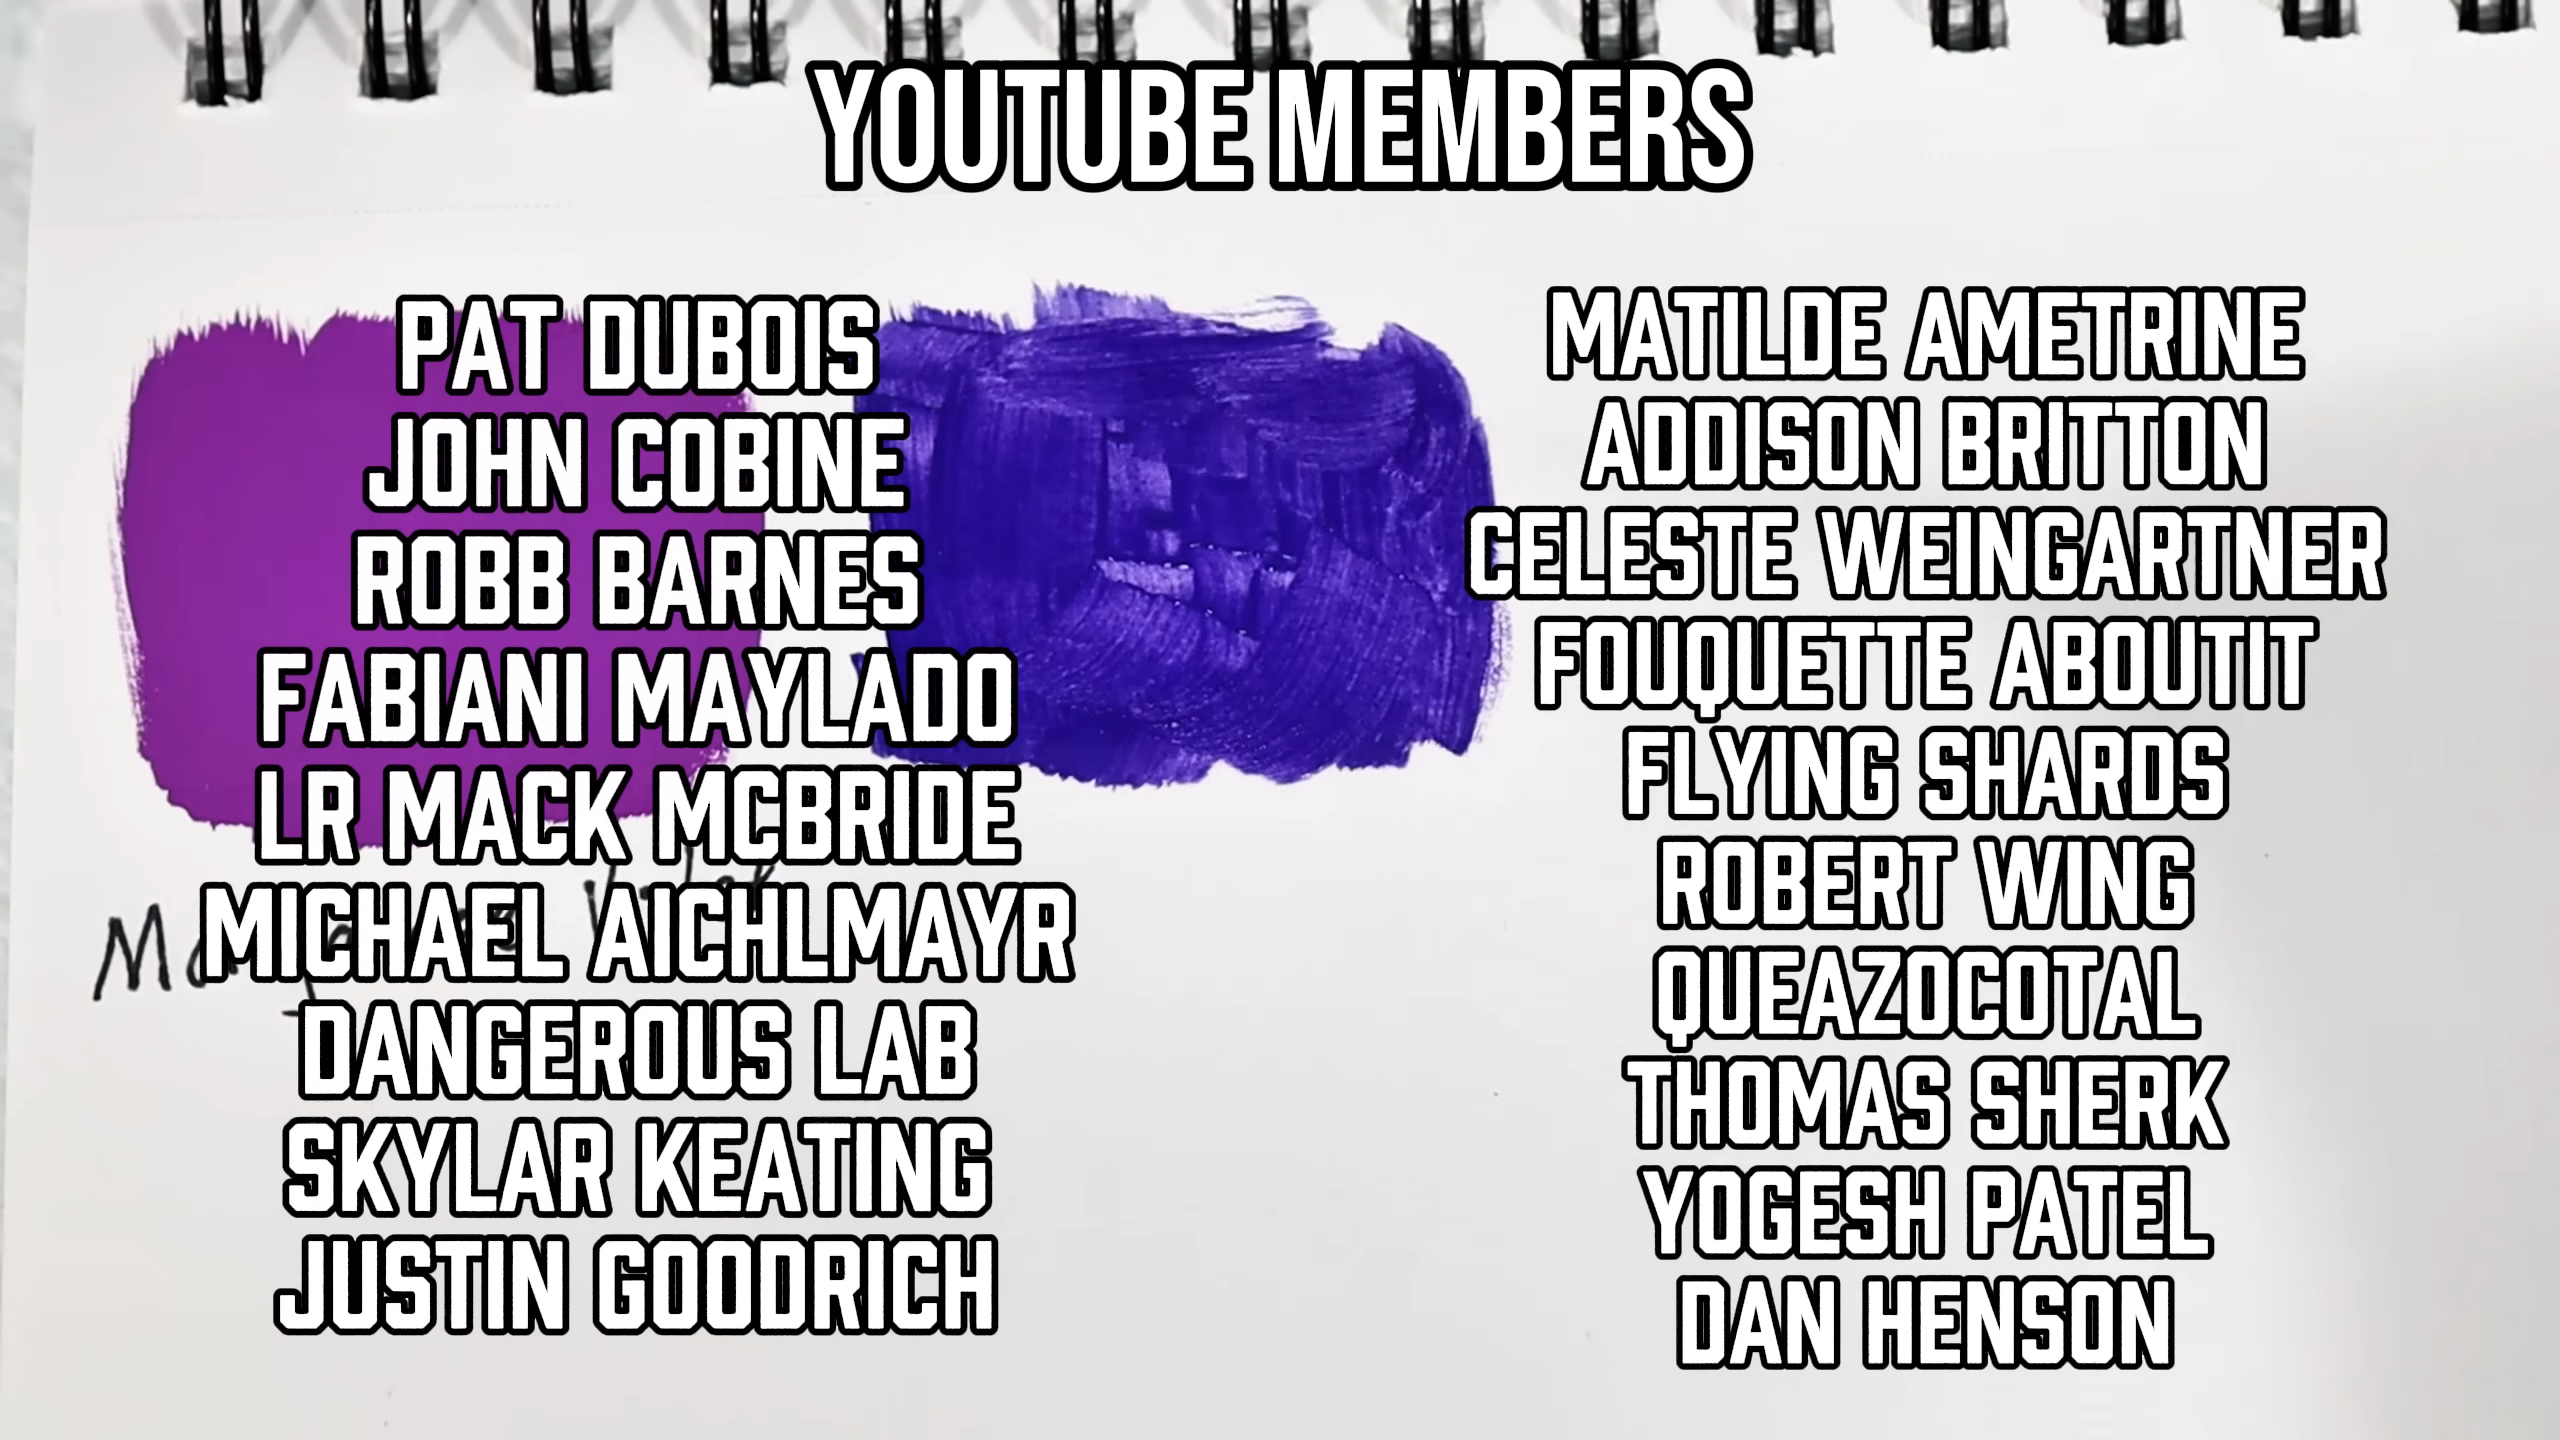 YOUTUBE MEMBERS
PAT DUBOIS
JOHN COBINE
ROBB BARNES
FABIANI MAYLADO
LR MACK MCBRIDE
MICHAEL AICHLMAYR
DANGEROUS LAB
SKYLAR KEATING
JUSTIN GOODRICH
MATILDE AMETRINE
ADDISON BRITTON
CELESTE WEINGARTNER
FOUQUETTE ABOUTIT
FLYING SHARDS
ROBERT WING
QUEAZOCOTAL
THOMAS SHERK
YOGESH PATEL
DAN HENSON